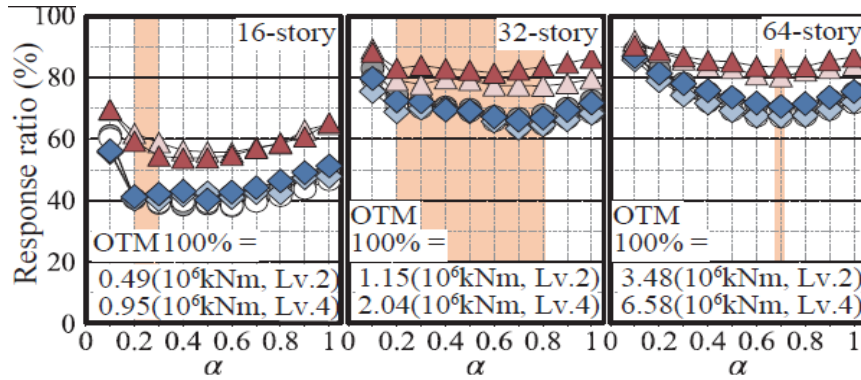 Response ratio (%)
100
80
60
40
20
0
16-story
OTM 100% =
0.49(10⁶kNm, Lv.2)
0.95(10⁶kNm, Lv.4)
0 0.2 0.4 0.6 0.8 1
α
32-story
OTM
100% =
1.15(10⁶kNm, Lv.2)
2.04(10⁶kNm, Lv.4)
0 0.2 0.4 0.6 0.8 1
α
64-story
OTM
100% =
3.48(10⁶kNm, Lv.2)
6.58(10⁶kNm, Lv.4)
0 0.2 0.4 0.6 0.8 1
α